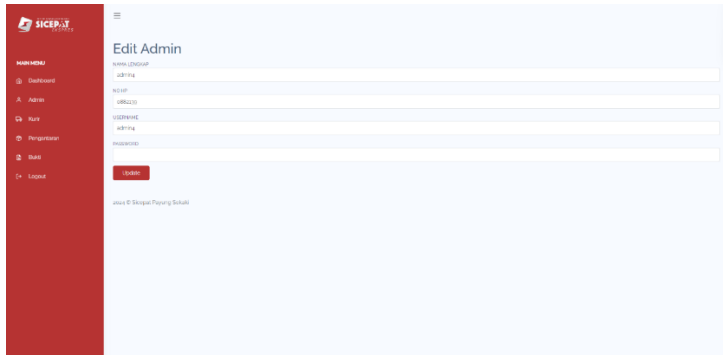 SICEPAT
EKSPRES
MAIN MENU
Dashboard
Admin
Kurir
Pengantaran
Bukti
Logout
Edit Admin
NAMA LENGKAP
admin4
NO HP
USERNAME
admin4
PASSWORD
Update
© Sicepat Payung Sekaki